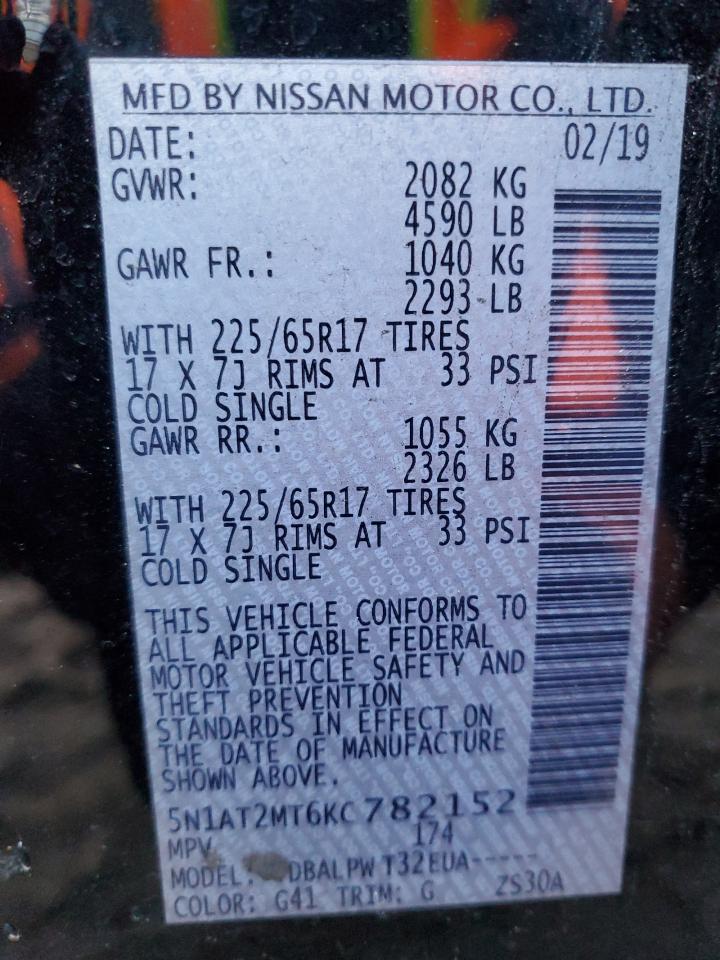 MFD BY NISSAN MOTOR CO., LTD.
DATE: 02/19
GVWR: 2082 KG
4590 LB
GAWR FR.: 1040 KG
2293 LB
WITH 225/65R17 TIRES
17 X 7J RIMS AT 33 PSI
COLD SINGLE
GAWR RR.: 1055 KG
2326 LB
WITH 225/65R17 TIRES
17 X 7J RIMS AT 33 PSI
COLD SINGLE
THIS VEHICLE CONFORMS TO
ALL APPLICABLE FEDERAL
MOTOR VEHICLE SAFETY AND
THEFT PREVENTION
STANDARDS IN EFFECT ON
THE DATE OF MANUFACTURE
SHOWN ABOVE.
5N1AT2MT6KC782152
MPV 174
MODEL: DBALPWT32EUA-----
COLOR: G41 TRIM: G ZS30A